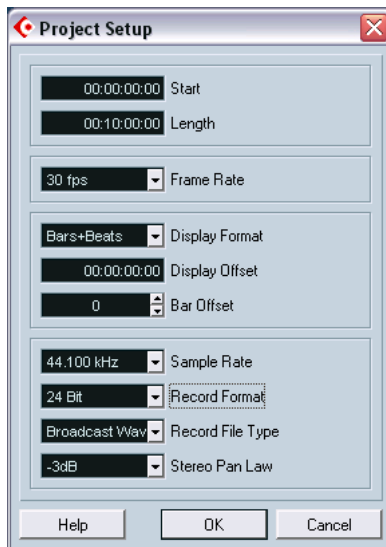 Project Setup
00:00:00:00 Start
00:10:00:00 Length
30 fps Frame Rate
Bars+Beats Display Format
00:00:00:00 Display Offset
0 Bar Offset
44.100 kHz Sample Rate
24 Bit Record Format
Broadcast Wav Record File Type
-3dB Stereo Pan Law
Help OK Cancel